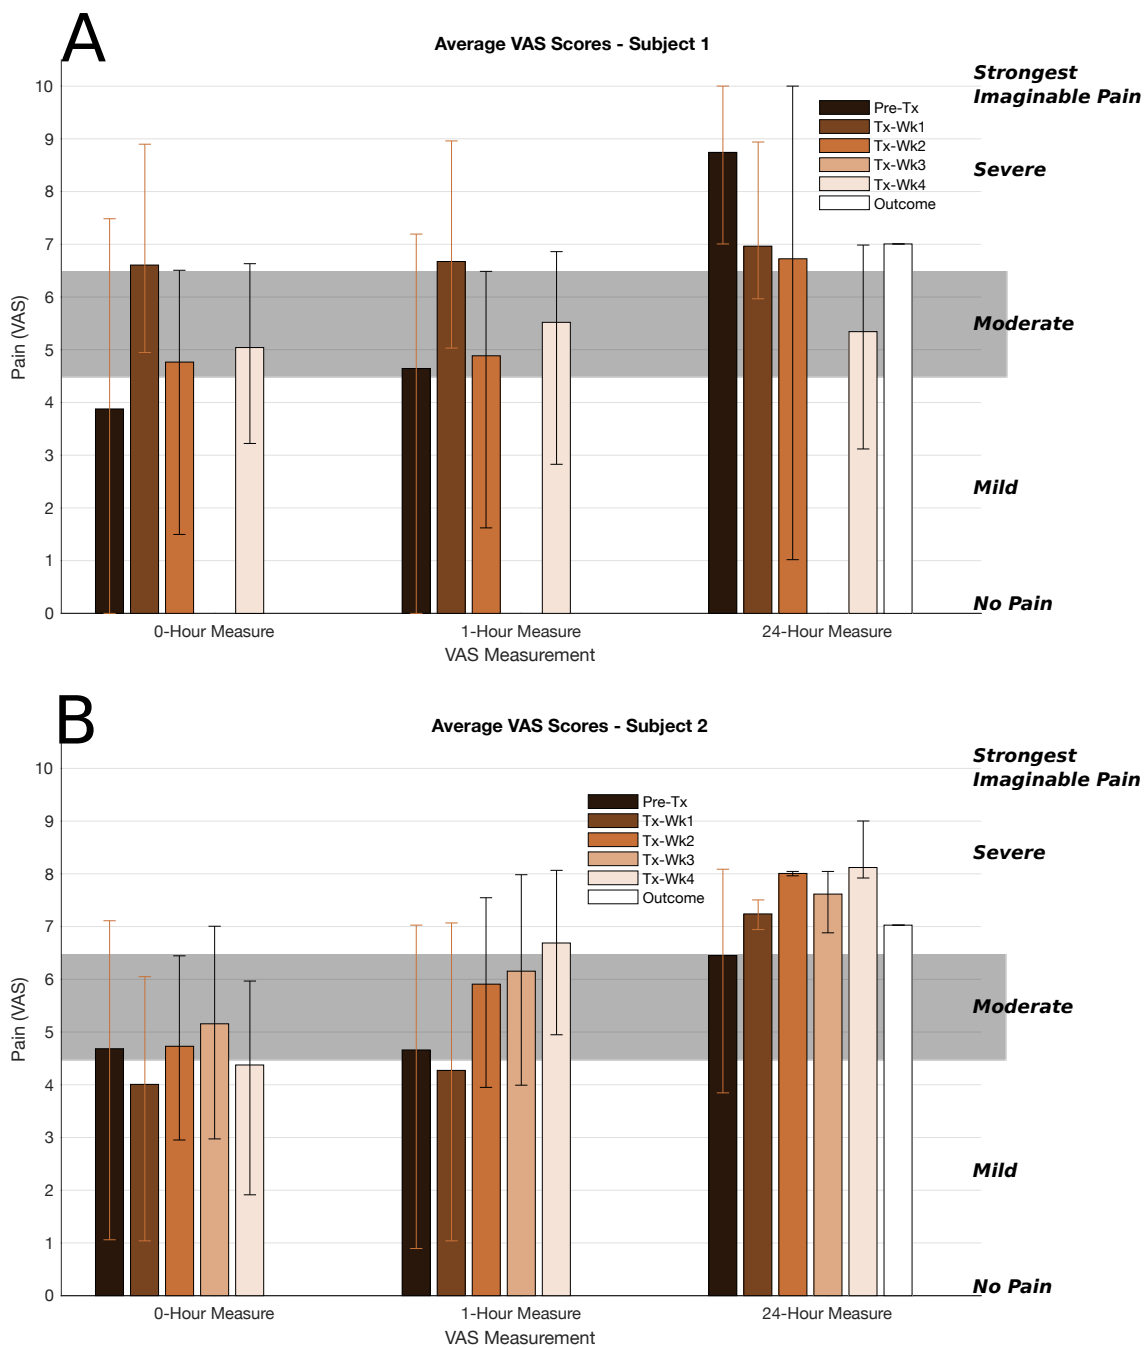 A
Average VAS Scores - Subject 1
Strongest
Imaginable Pain
Severe
Moderate
Mild
No Pain
Pre-Tx
Tx-Wk1
Tx-Wk2
Tx-Wk3
Tx-Wk4
Outcome
10
9
8
7
6
5
4
3
2
1
0
Pain (VAS)
0-Hour Measure
1-Hour Measure
24-Hour Measure
VAS Measurement
B
Average VAS Scores - Subject 2
Strongest
Imaginable Pain
Severe
Moderate
Mild
No Pain
Pre-Tx
Tx-Wk1
Tx-Wk2
Tx-Wk3
Tx-Wk4
Outcome
10
9
8
7
6
5
4
3
2
1
0
Pain (VAS)
0-Hour Measure
1-Hour Measure
24-Hour Measure
VAS Measurement